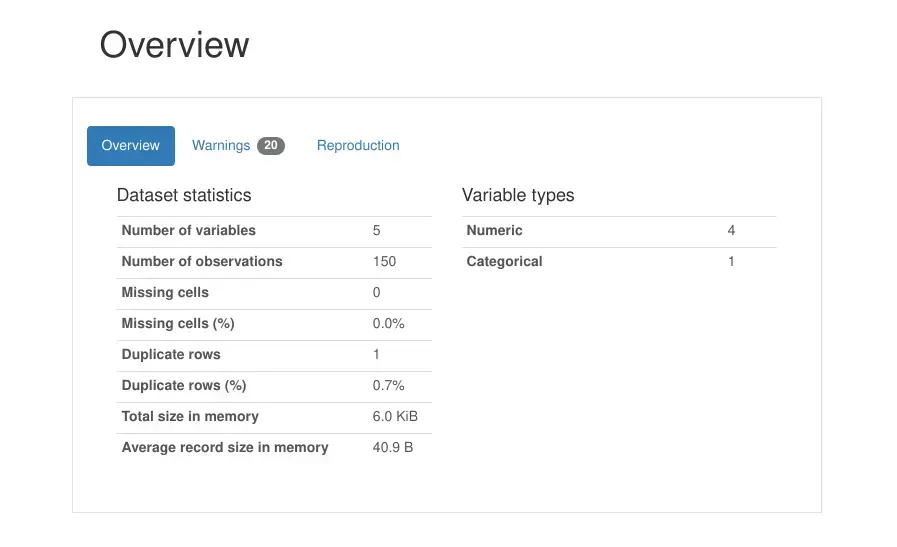 Overview
Overview Warnings 20 Reproduction
Dataset statistics
Number of variables 5
Number of observations 150
Missing cells 0
Missing cells (%) 0.0%
Duplicate rows 1
Duplicate rows (%) 0.7%
Total size in memory 6.0 KiB
Average record size in memory 40.9 B
Variable types
Numeric 4
Categorical 1